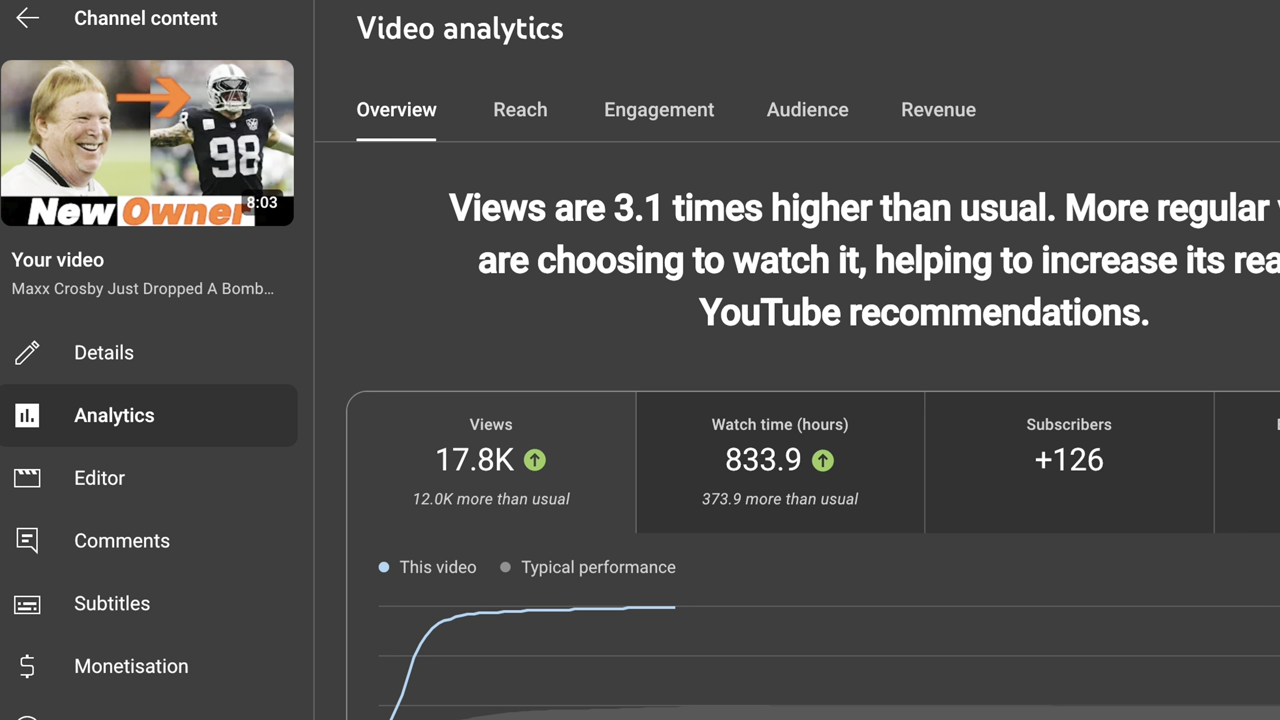 Channel content
98
8:03
New Owner
Your video
Maxx Crosby Just Dropped A Bomb...
Details
Analytics
Editor
Comments
Subtitles
Monetisation
Video analytics
Overview Reach Engagement Audience Revenue
Views are 3.1 times higher than usual. More regular
are choosing to watch it, helping to increase its rea
YouTube recommendations.
Views
17.8K
12.0K more than usual
Watch time (hours)
833.9
373.9 more than usual
Subscribers
+126
This video Typical performance